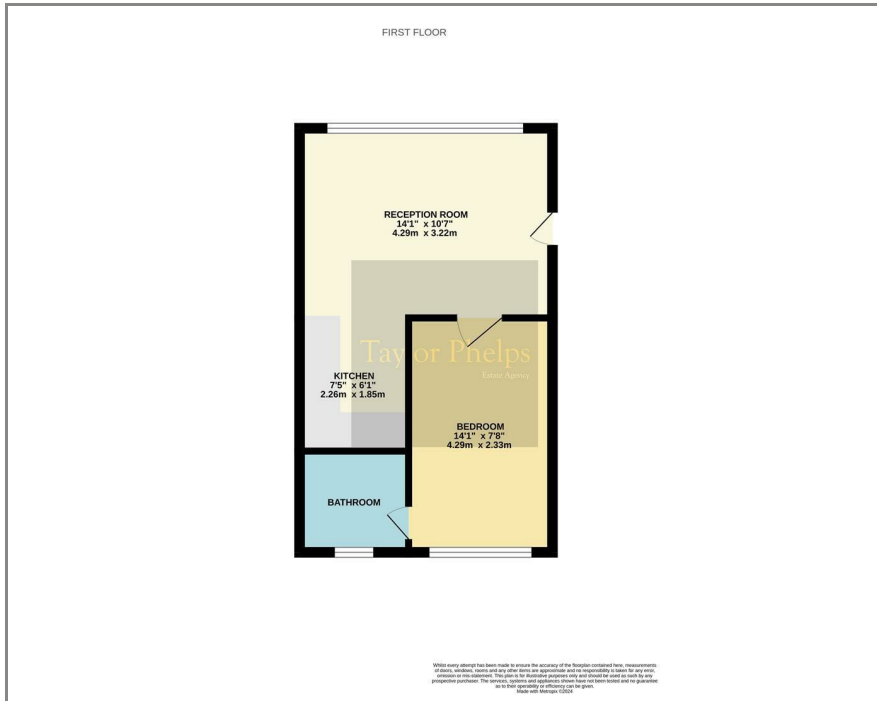 FIRST FLOOR
RECEPTION ROOM
14'1" x 10'7"
4.29m x 3.22m
Taylor Phelps
Estate Agency
KITCHEN
7'5" x 6'1"
2.26m x 1.85m
BEDROOM
14'1" x 7'8"
4.29m x 2.33m
BATHROOM
Whilst every attempt has been made to ensure the accuracy of the floorplan contained here, measurements
of doors, windows, rooms and any other items are approximate and no responsibility is taken for any error,
omission or mis-statement. This plan is for illustrative purposes only and should be used as such by any
prospective purchaser. The services, systems and appliances shown have not been tested and no guarantee
as to their operability or efficiency can be given.
Made with Metropix ©2024